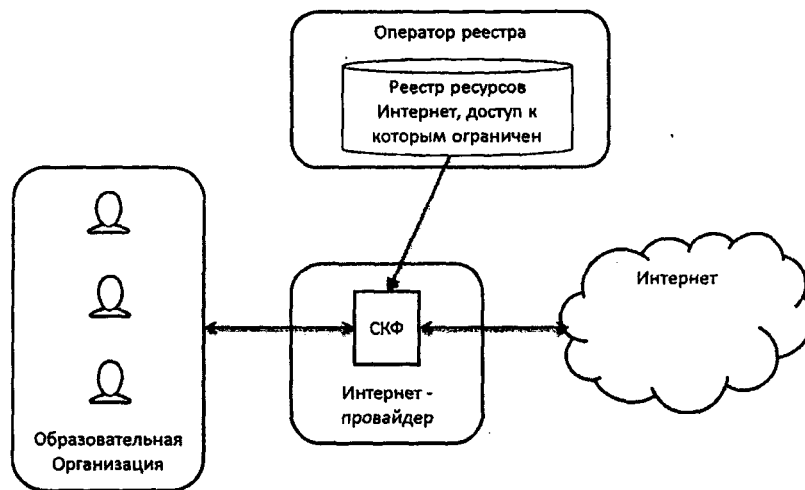 Оператор реестра
Реестр ресурсов
Интернет, доступ к
которым ограничен
Интернет
СКФ
Интернет -
провайдер
Образовательная
Организация